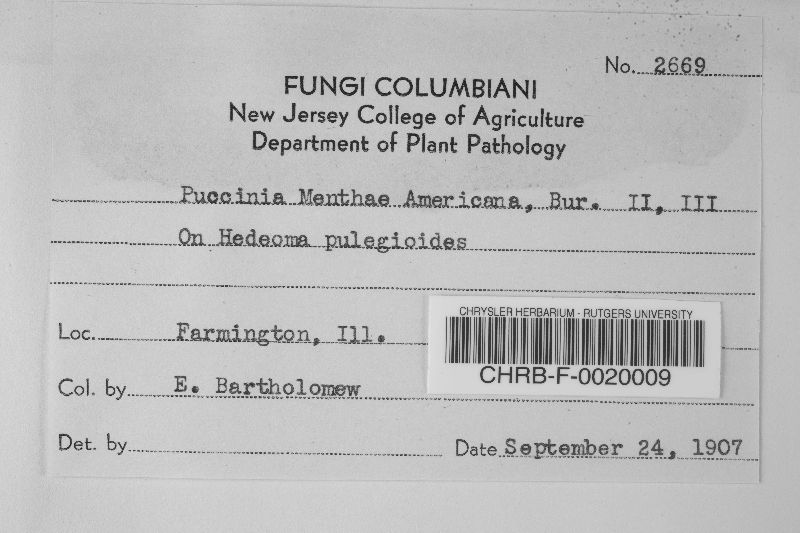 No. 2669
FUNGI COLUMBIANI
New Jersey College of Agriculture
Department of Plant Pathology
Puccinia Menthae Americana, Bur. II, III
On Hedeoma pulegioides
Loc. Farmington, Ill.
CHRYSLER HERBARIUM - RUTGERS UNIVERSITY
CHRB-F-0020009
Col. by E. Bartholomew
Det. by
Date September 24, 1907